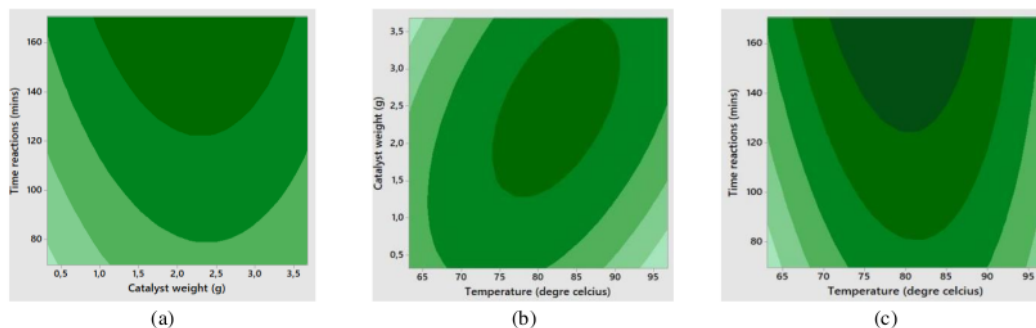 160
140
120
100
80
Time reactions (mins)
0,5 1,0 1,5 2,0 2,5 3,0 3,5
Catalyst weight (g)
(a)
3,5
3,0
2,5
2,0
1,5
1,0
0,5
Catalyst weight (g)
65 70 75 80 85 90 95
Temperature (degre celcius)
(b)
160
140
120
100
80
Time reactions (mins)
65 70 75 80 85 90 95
Temperature (degre celcius)
(c)